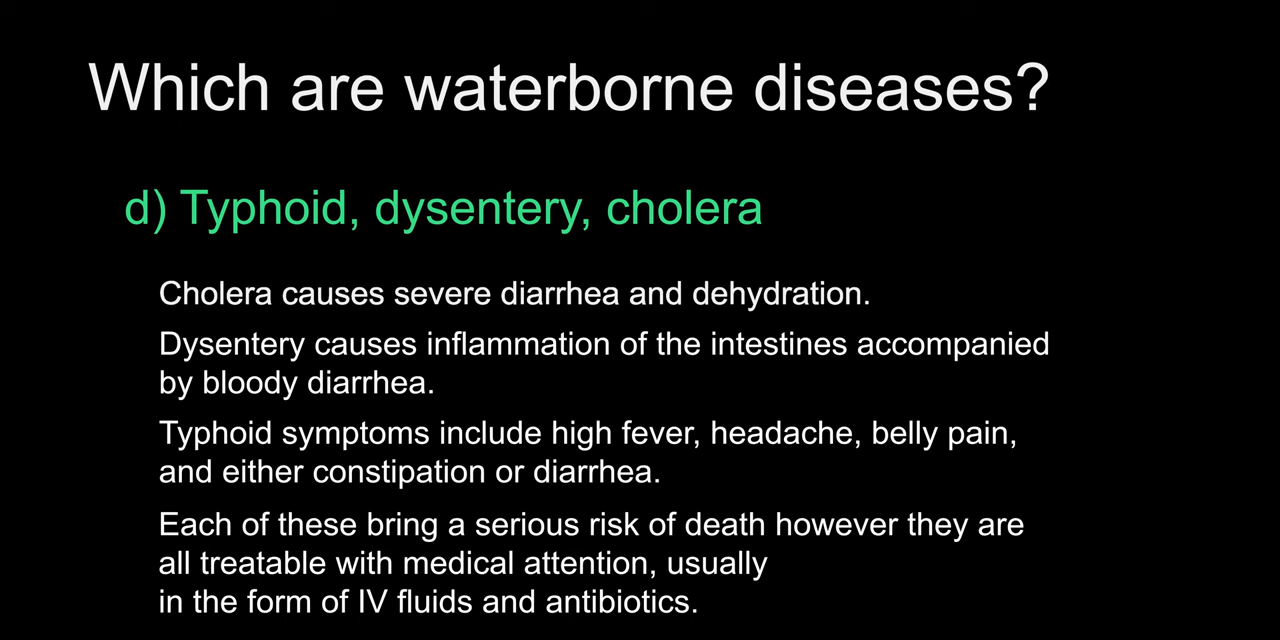 Which are waterborne diseases?
d) Typhoid, dysentery, cholera
Cholera causes severe diarrhea and dehydration.
Dysentery causes inflammation of the intestines accompanied
by bloody diarrhea.
Typhoid symptoms include high fever, headache, belly pain,
and either constipation or diarrhea.
Each of these bring a serious risk of death however they are
all treatable with medical attention, usually
in the form of IV fluids and antibiotics.